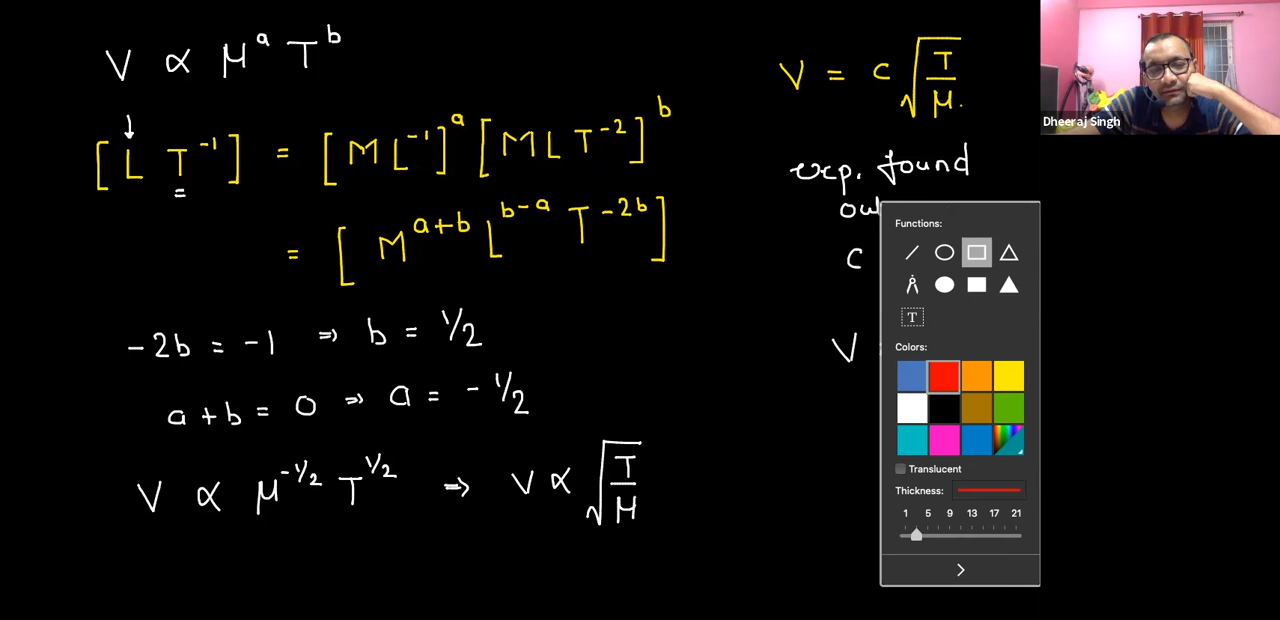 V ∝ μ^a T^b
[L T^-1] = [M L^-1]^a [M L T^-2]^b
= [M^a+b L^b-a T^-2b]
-2b = -1 ⇒ b = 1/2
a + b = 0 ⇒ a = - 1/2
V ∝ μ^-1/2 T^1/2 ⇒ V ∝ √T/μ
V = c √T/μ.
exp. found
c
V
Dheeraj Singh
Functions:
T
Colors:
Translucent
Thickness:
1 5 9 13 17 21